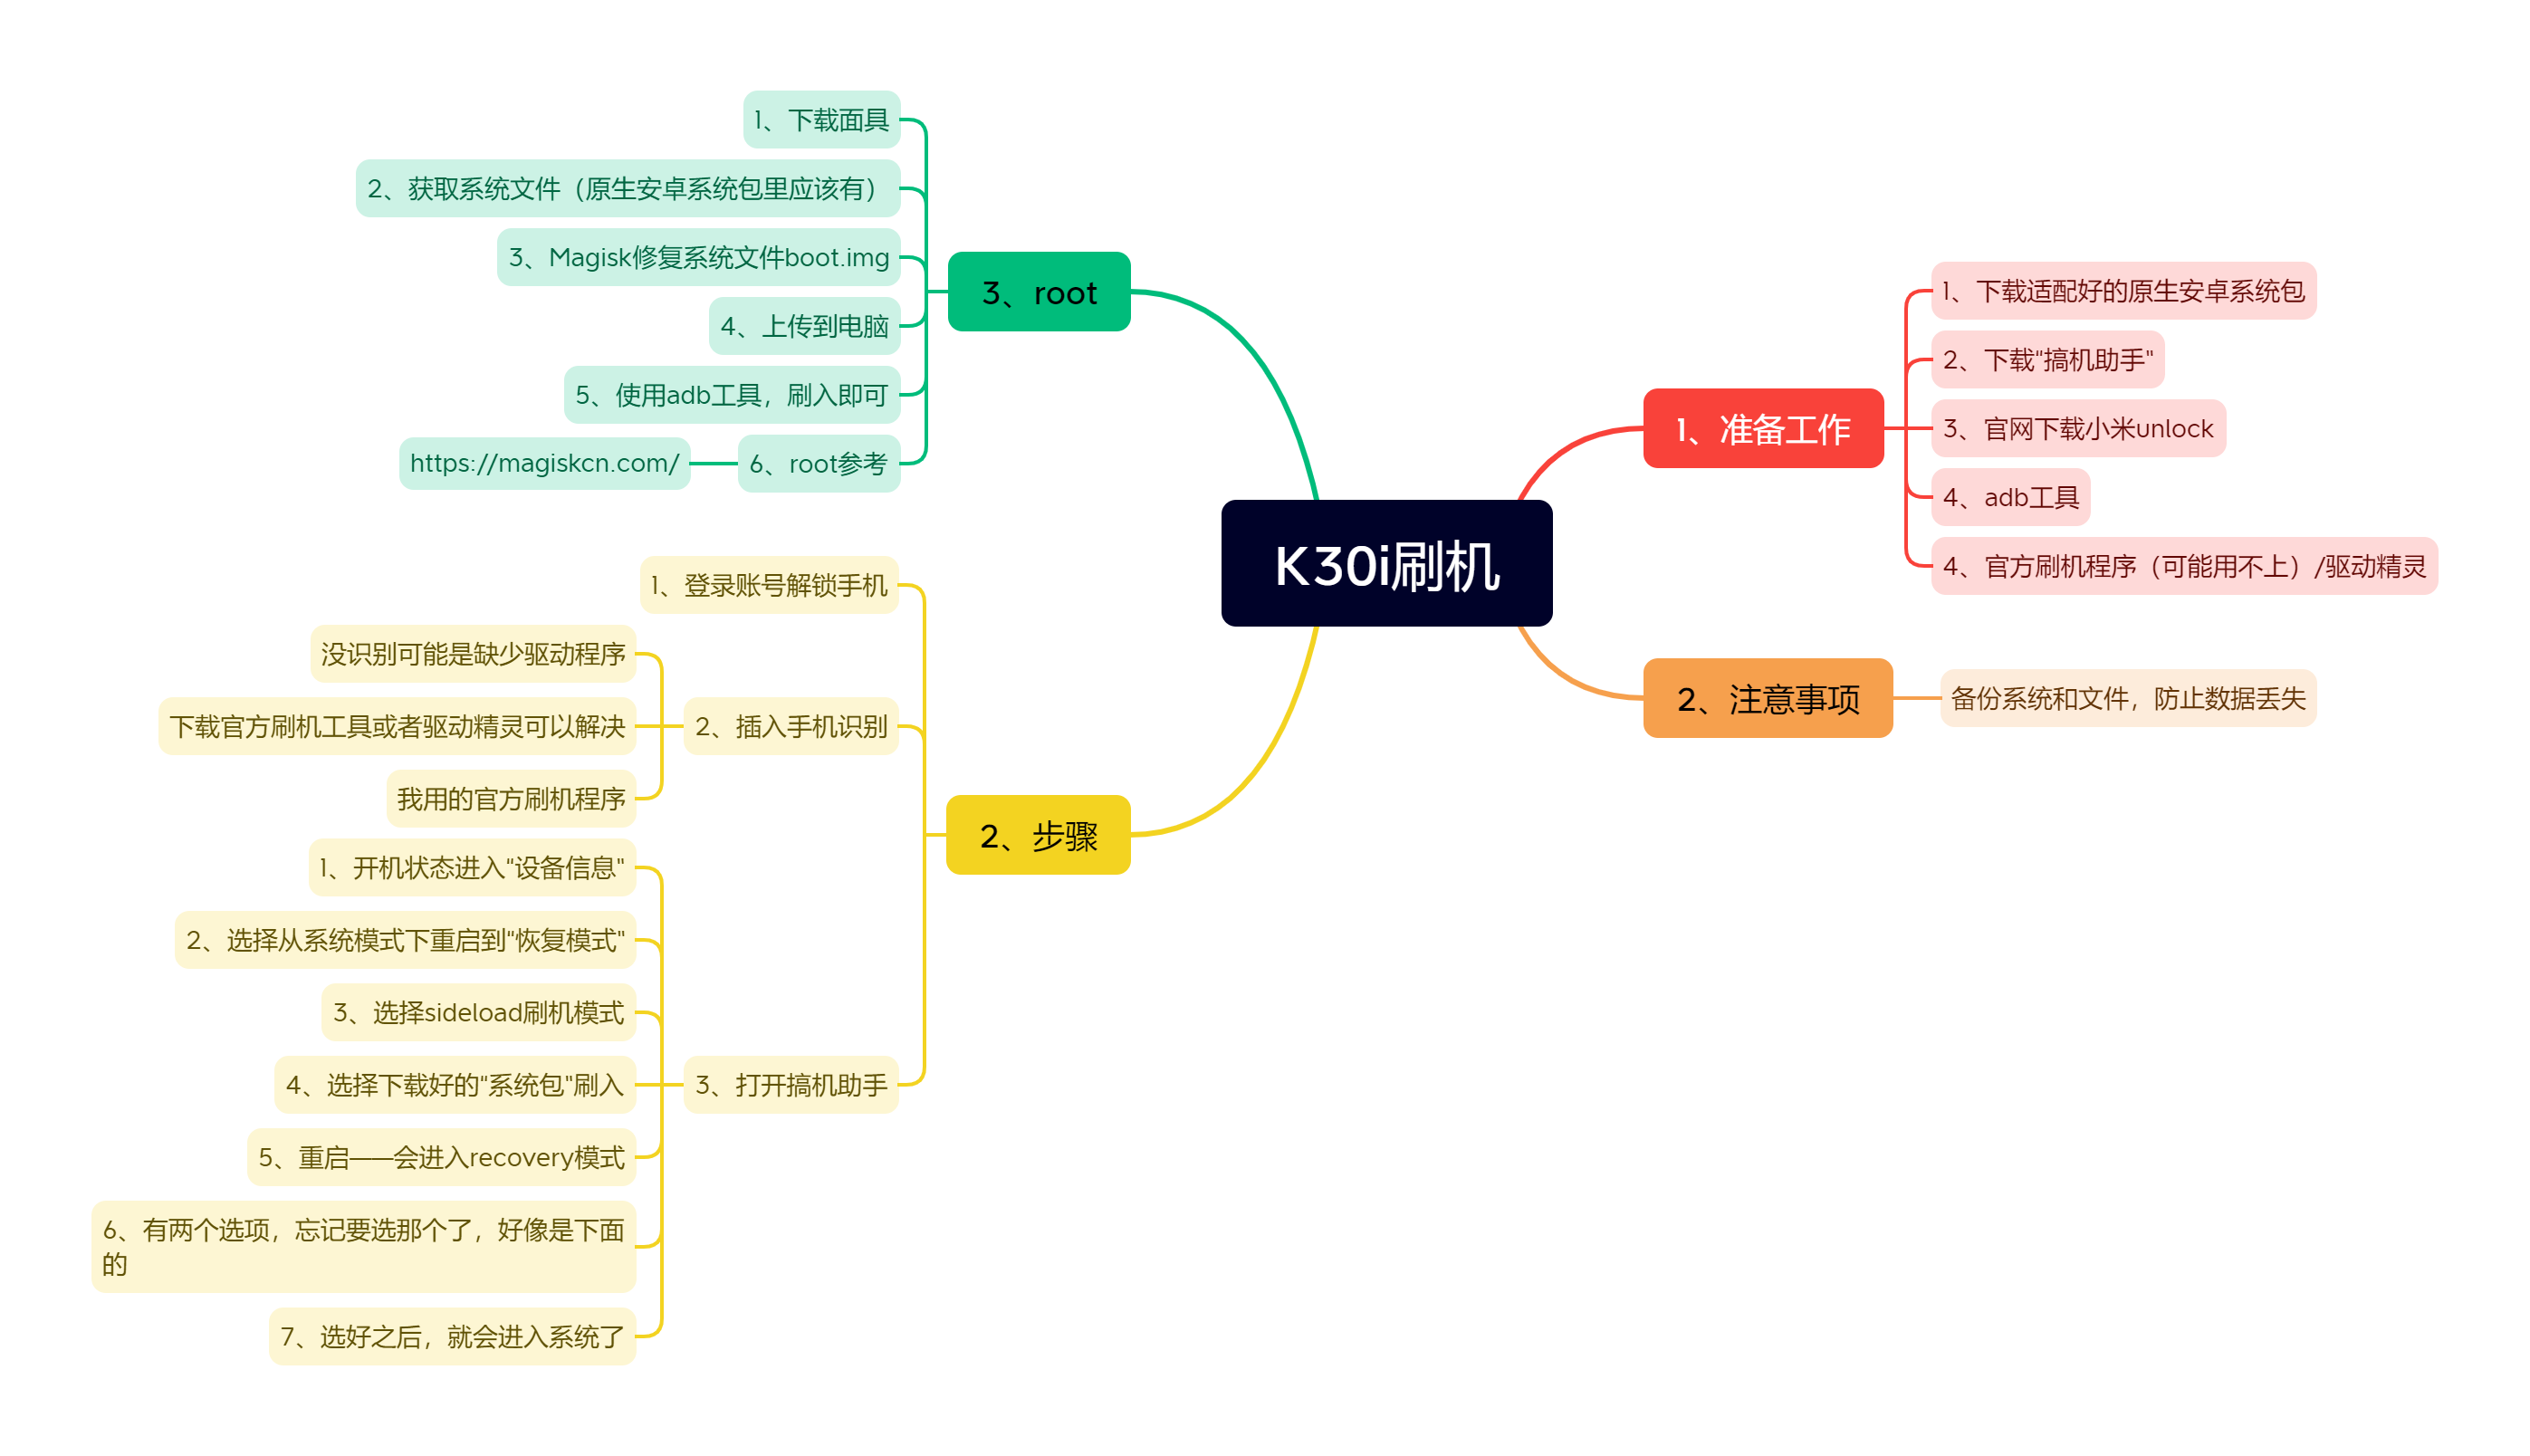 K30i刷机
1、准备工作
1、下载适配好的原生安卓系统包
2、下载“搞机助手”
3、官网下载小米unlock
4、adb工具
4、官方刷机程序（可能用不上）/驱动精灵
2、注意事项
备份系统和文件，防止数据丢失
2、步骤
1、登录账号解锁手机
2、插入手机识别
没识别可能是缺少驱动程序
下载官方刷机工具或者驱动精灵可以解决
我用的官方刷机程序
3、打开搞机助手
1、开机状态进入“设备信息”
2、选择从系统模式下重启到“恢复模式”
3、选择sideload刷机模式
4、选择下载好的“系统包”刷入
5、重启——会进入recovery模式
6、有两个选项，忘记要选那个了，好像是下面
的
7、选好之后，就会进入系统了
3、root
1、下载面具
2、获取系统文件（原生安卓系统包里应该有）
3、Magisk修复系统文件boot.img
4、上传到电脑
5、使用adb工具，刷入即可
6、root参考
https://magiskcn.com/